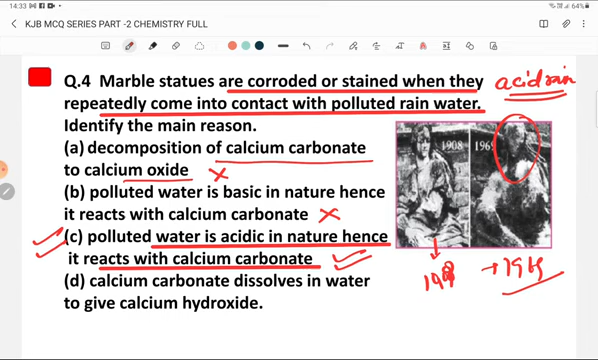 14:33
64%
KJB MCQ SERIES PART -2 CHEMISTRY FULL
Q.4 Marble statues are corroded or stained when they
repeatedly come into contact with polluted rain water.
acid rain
Identify the main reason.
(a) decomposition of calcium carbonate
to calcium oxide
(b) polluted water is basic in nature hence
it reacts with calcium carbonate
(c) polluted water is acidic in nature hence
it reacts with calcium carbonate
(d) calcium carbonate dissolves in water
to give calcium hydroxide.
1908
1969
1908
→ 1969